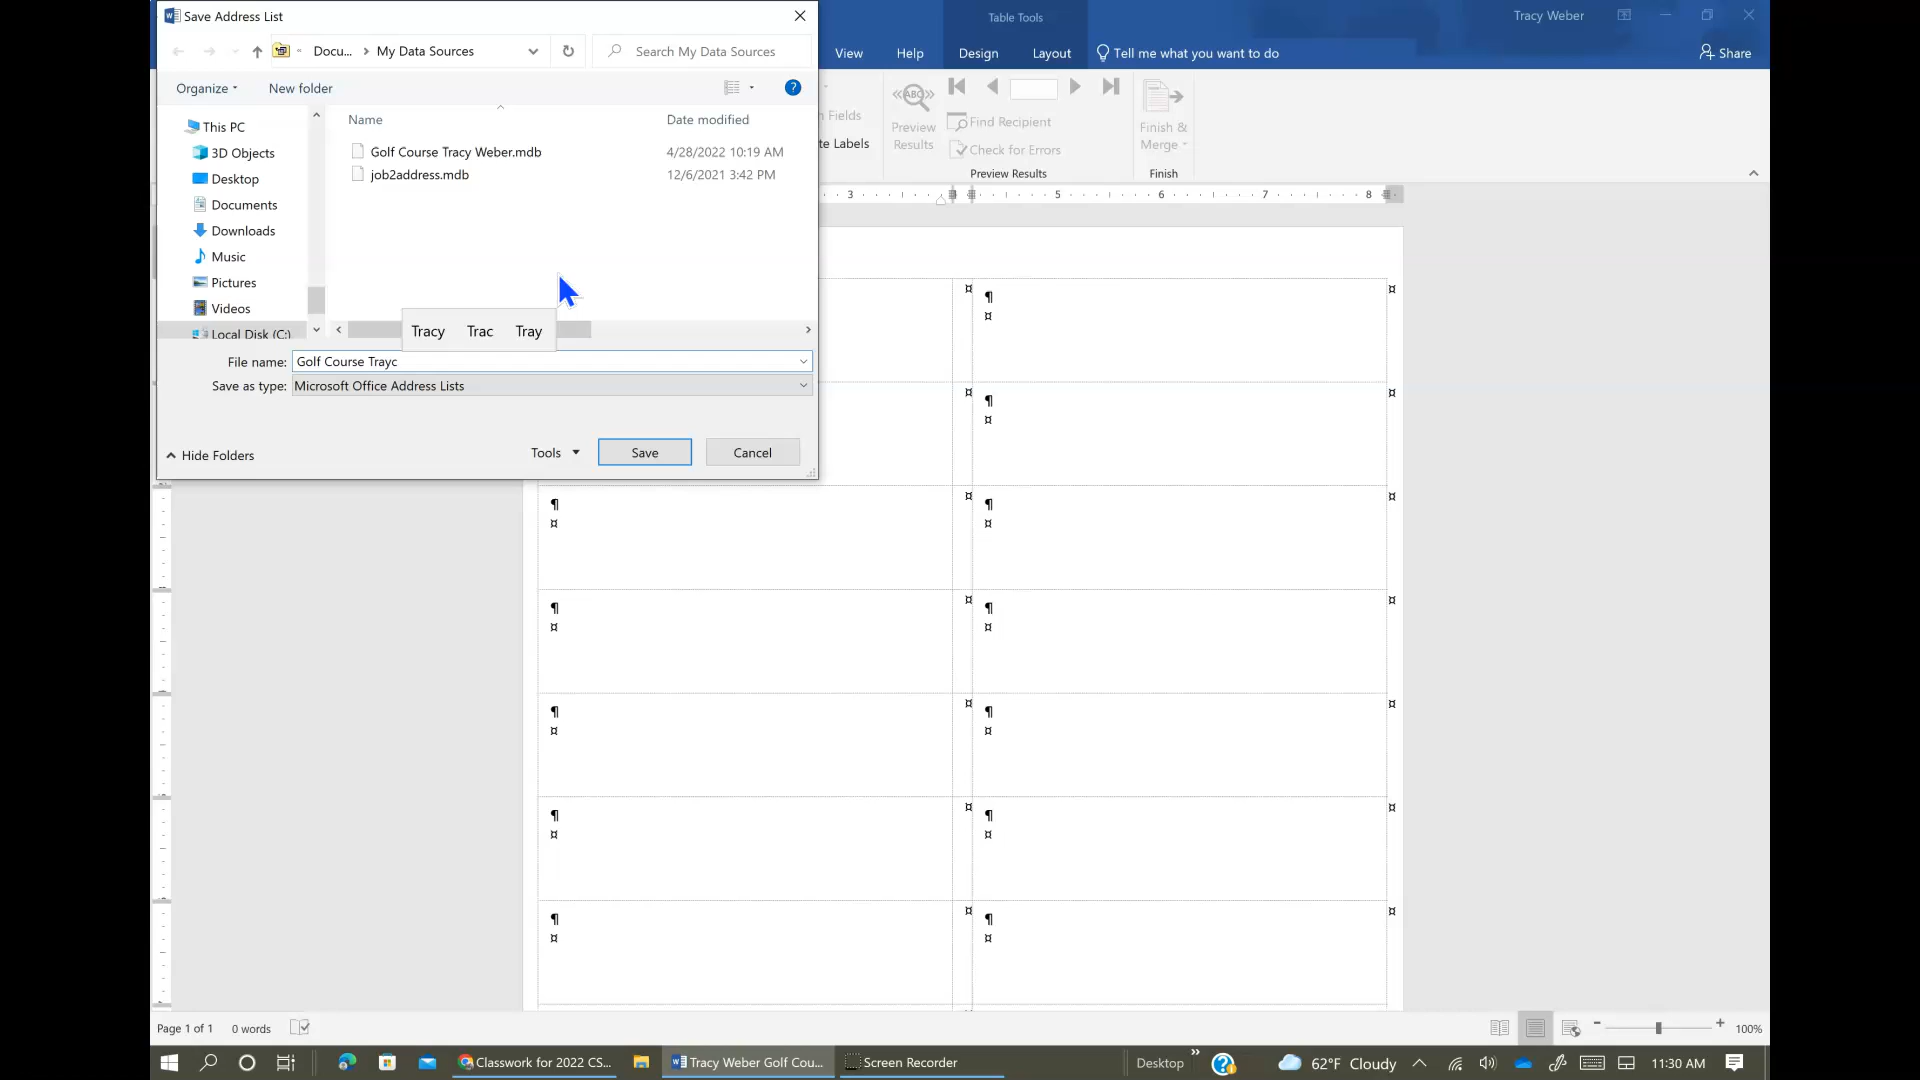 Save Address List
Table Tools
Tracy Weber
« Docu... > My Data Sources
Search My Data Sources
View
Help
Design
Layout
Tell me what you want to do
Share
Organize
New folder
Name
Date modified
This PC
3D Objects
Desktop
Documents
Downloads
Music
Pictures
Videos
Local Disk (C:)
Golf Course Tracy Weber.mdb
4/28/2022 10:19 AM
job2address.mdb
12/6/2021 3:42 PM
Tracy Trac Tray
File name:
Golf Course Trayc
Save as type:
Microsoft Office Address Lists
Hide Folders
Tools
Save
Cancel
Fields
te Labels
«ABC»
Preview
Results
Find Recipient
Check for Errors
Preview Results
Finish &
Merge
Finish
3 5 6 7 8
Page 1 of 1
0 words
100%
Classwork for 2022 CS...
Tracy Weber Golf Cou...
Screen Recorder
Desktop
62°F Cloudy
11:30 AM